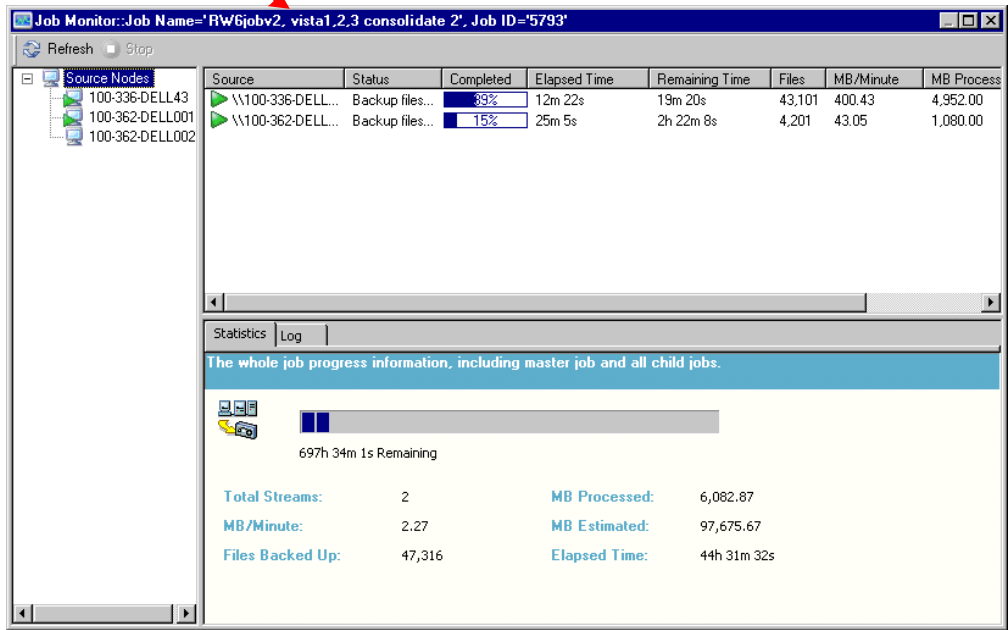 Job Monitor::Job Name='RW6jobv2, vista1,2,3 consolidate 2', Job ID='5793'
Refresh Stop
Source Nodes
100-336-DELL43
100-362-DELL001
100-362-DELL002
Source Status Completed Elapsed Time Remaining Time Files MB/Minute MB Process
\\100-336-DELL... Backup files... 89% 12m 22s 19m 20s 43,101 400.43 4,952.00
\\100-362-DELL... Backup files... 15% 25m 5s 2h 22m 8s 4,201 43.05 1,080.00
Statistics Log
The whole job progress information, including master job and all child jobs.
697h 34m 1s Remaining
Total Streams: 2 MB Processed: 6,082.87
MB/Minute: 2.27 MB Estimated: 97,675.67
Files Backed Up: 47,316 Elapsed Time: 44h 31m 32s